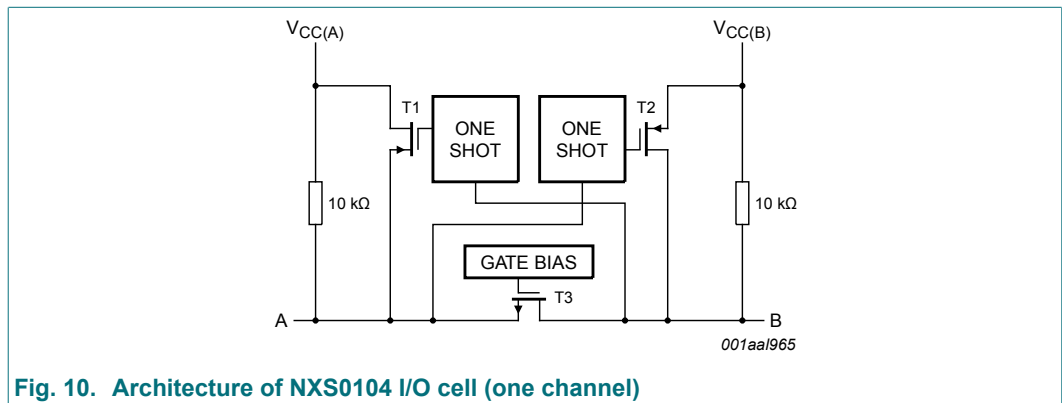 VCC(A)
VCC(B)
T1
ONE
SHOT
ONE
SHOT
T2
10 kΩ
10 kΩ
GATE BIAS
T3
A
B
001aal965
Fig. 10. Architecture of NXS0104 I/O cell (one channel)